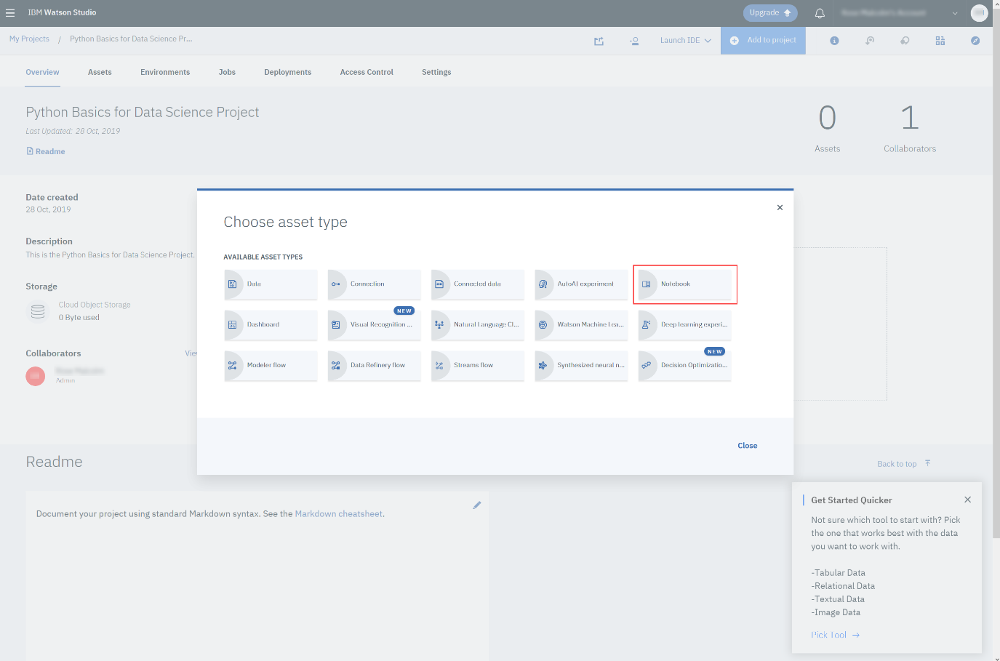 IBM Watson Studio
Upgrade
My Projects / Python Basics for Data Science Pr...
Launch IDE
Add to project
Overview
Assets
Environments
Jobs
Deployments
Access Control
Settings
Python Basics for Data Science Project
Last Updated: 28 Oct, 2019
Readme
0
Assets
1
Collaborators
Date created
28 Oct, 2019
Description
This is the Python Basics for Data Science Project.
Storage
Cloud Object Storage
0 Byte used
Collaborators
Admin
Choose asset type
AVAILABLE ASSET TYPES
Data
Connection
Connected data
AutoAI experiment
Notebook
Dashboard
NEW
Visual Recognition ...
Natural Language Cl...
Watson Machine Lea...
Deep learning experi...
Modeler flow
Data Refinery flow
Streams flow
Synthesized neural n...
NEW
Decision Optimizatio...
Close
Readme
Back to top
Document your project using standard Markdown syntax. See the Markdown cheatsheet.
Get Started Quicker
Not sure which tool to start with? Pick
the one that works best with the data
you want to work with.
-Tabular Data
-Relational Data
-Textual Data
-Image Data
Pick Tool